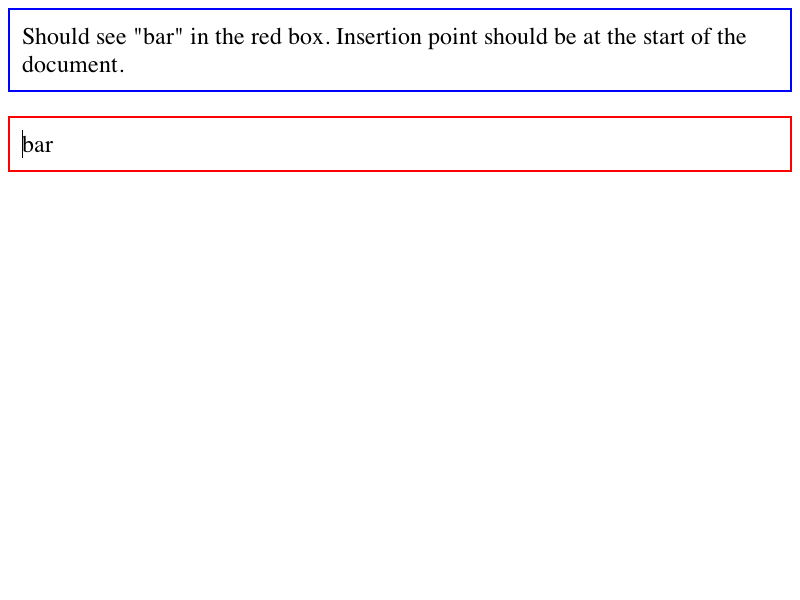 Should see "bar" in the red box. Insertion point should be at the start of the
document.
bar